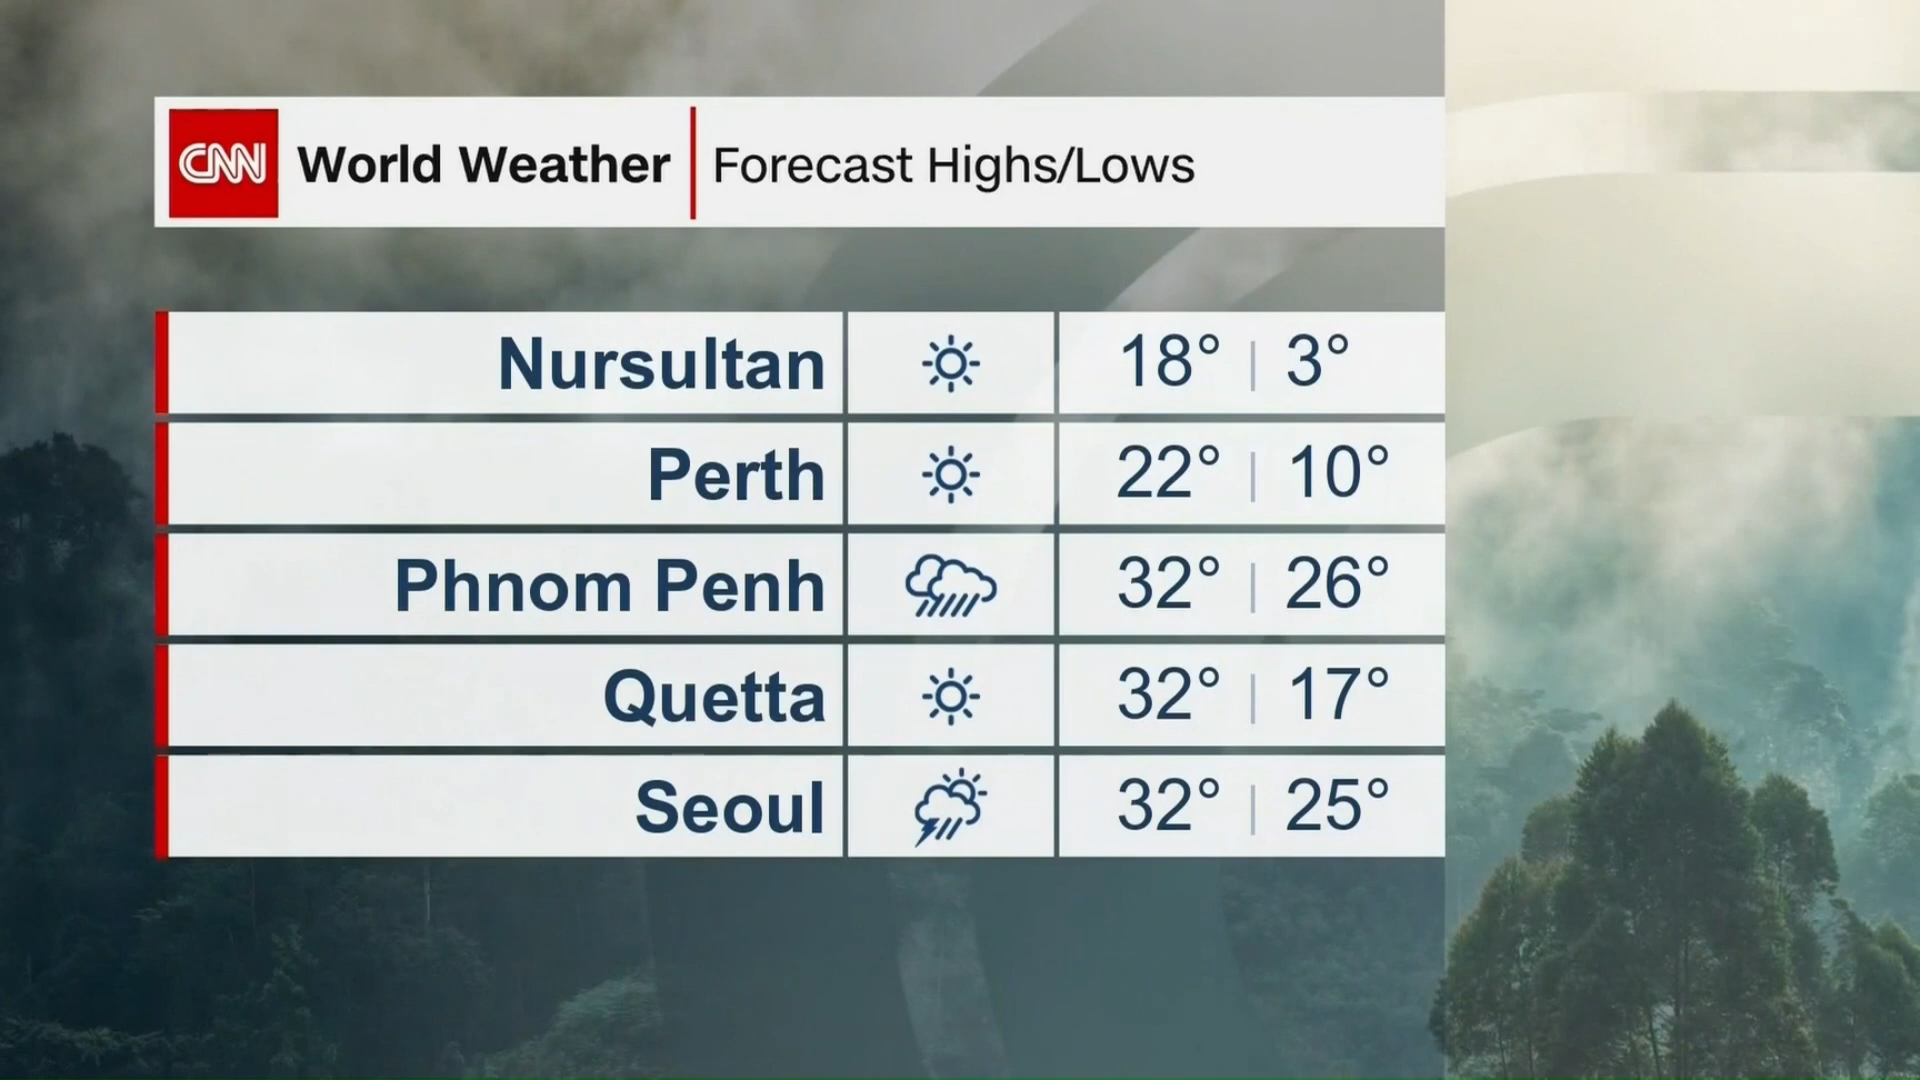 CNN World Weather | Forecast Highs/Lows
Nursultan 18° | 3°
Perth 22° | 10°
Phnom Penh 32° | 26°
Quetta 32° | 17°
Seoul 32° | 25°